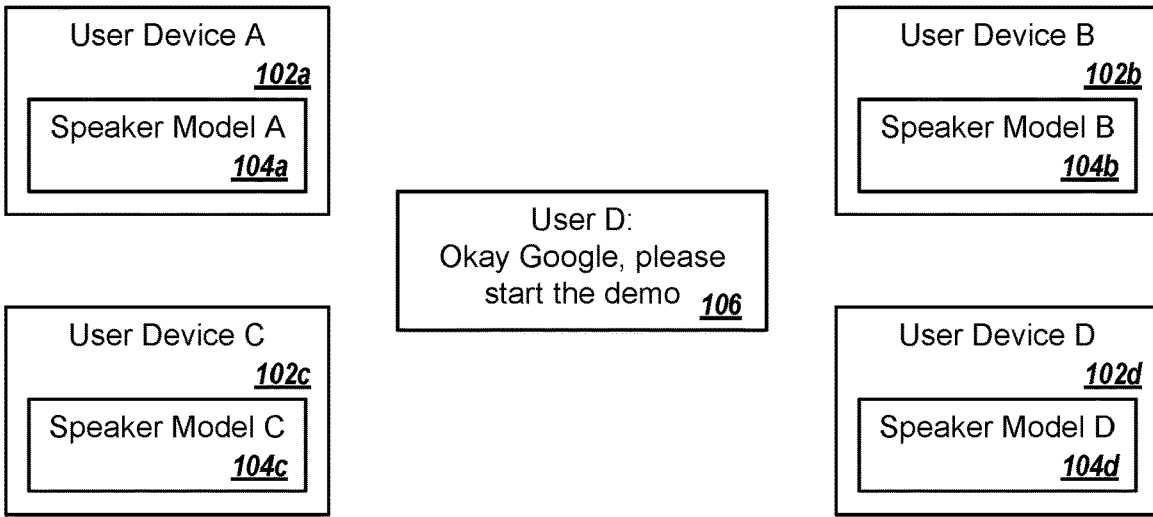 User Device A
102a
Speaker Model A
104a
User Device B
102b
Speaker Model B
104b
User D:
Okay Google, please
start the demo 106
User Device C
102c
Speaker Model C
104c
User Device D
102d
Speaker Model D
104d